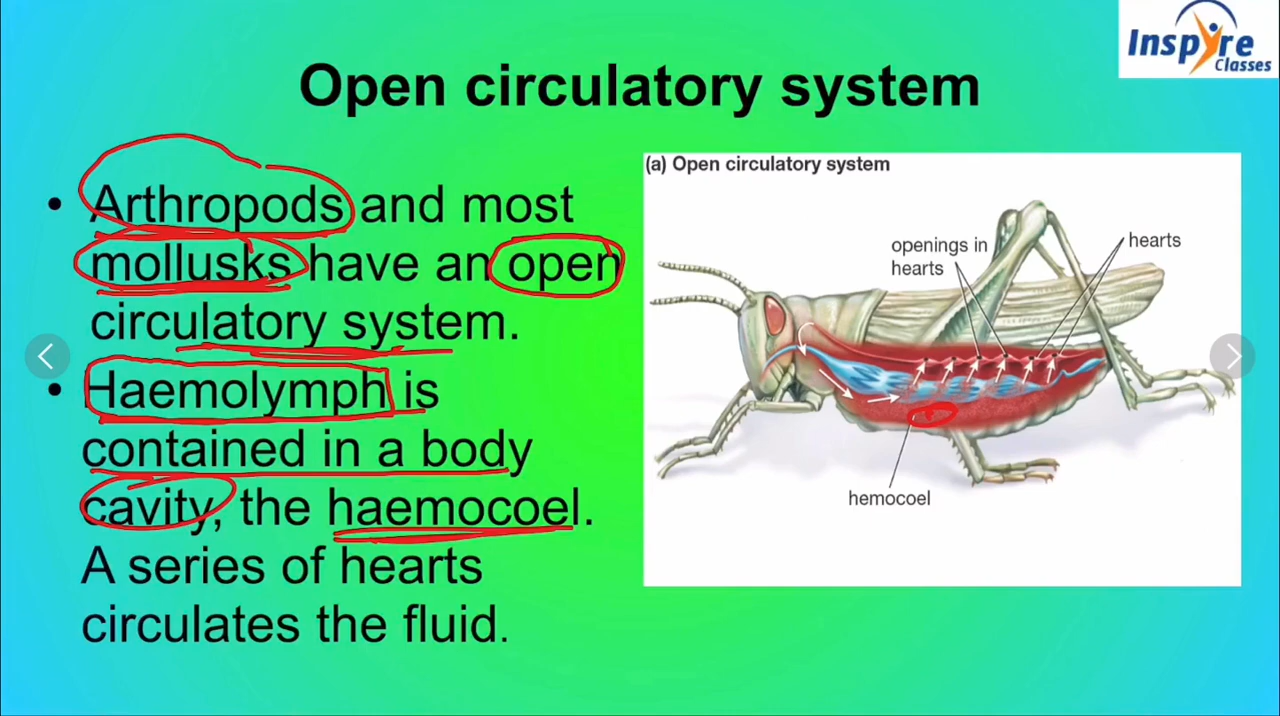 Inspyre
Classes
Open circulatory system
• Arthropods and most
mollusks have an open
circulatory system.
• Haemolymph is
contained in a body
cavity, the haemocoel.
A series of hearts
circulates the fluid.
(a) Open circulatory system
openings in
hearts
hearts
hemocoel